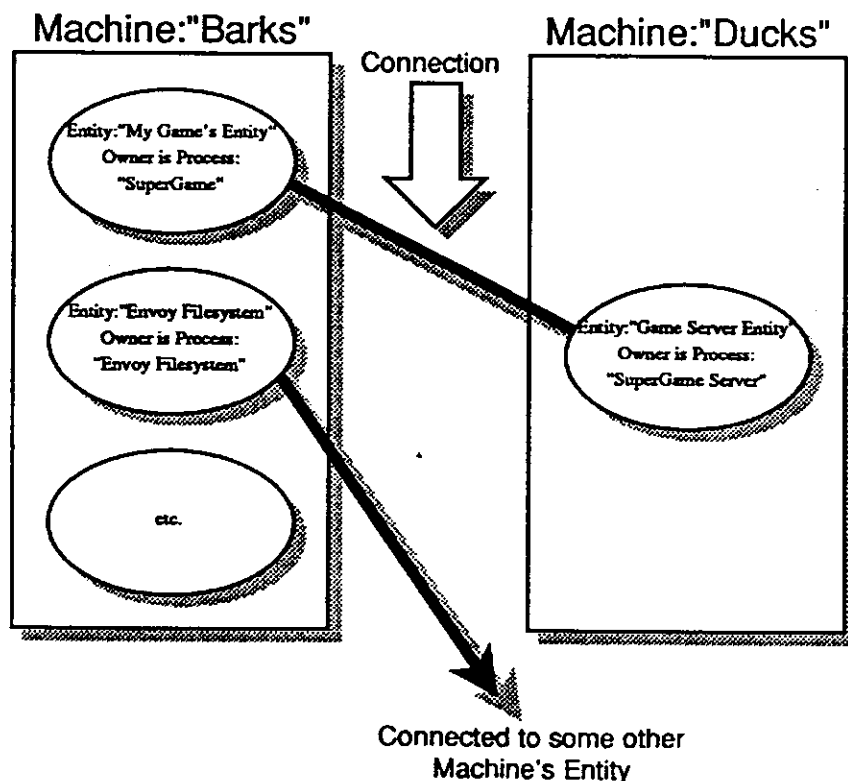 Machine:"Barks"
Machine:"Ducks"
Connection
Entity:"My Game's Entity"
Owner is Process:
"SuperGame"
Entity:"Envoy Filesystem"
Owner is Process:
"Envoy Filesystem"
etc.
Entity:"Game Server Entity"
Owner is Process:
"SuperGame Server"
Connected to some other
Machine's Entity